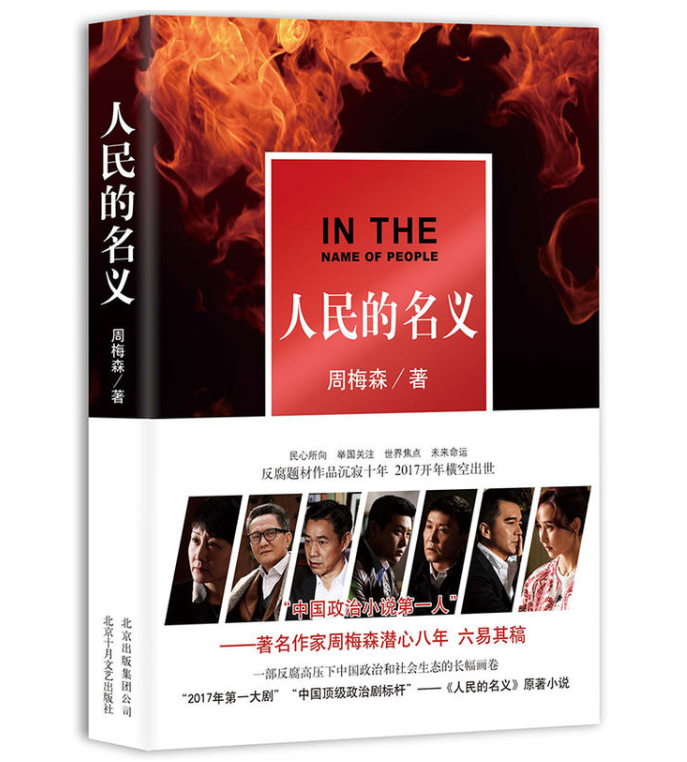 人民的名义
周梅森/著
北京出版集团公司
北京十月文艺出版社
IN THE
NAME OF PEOPLE
人民的名义
周梅森/著
民心所向 举国关注 世界焦点 未来命运
反腐题材作品沉寂十年 2017开年横空出世
“中国政治小说第一人”
——著名作家周梅森潜心八年 六易其稿
一部反腐高压下中国政治和社会生态的长幅画卷
“2017年第一大剧” “中国顶级政治剧标杆”——《人民的名义》原著小说